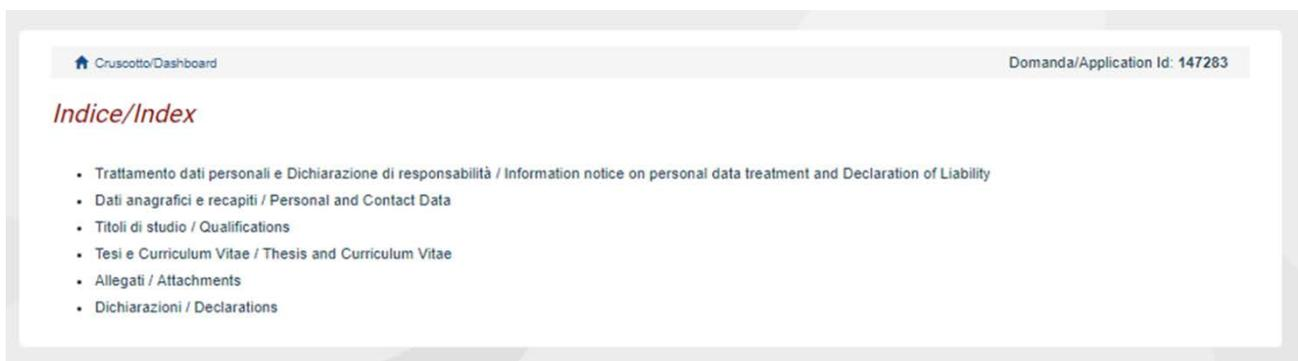 Cruscotto/Dashboard Domanda/Application Id: 147283
Indice/Index
Trattamento dati personali e Dichiarazione di responsabilità / Information notice on personal data treatment and Declaration of Liability
Dati anagrafici e recapiti / Personal and Contact Data
Titoli di studio / Qualifications
Tesi e Curriculum Vitae / Thesis and Curriculum Vitae
Allegati / Attachments
Dichiarazioni / Declarations